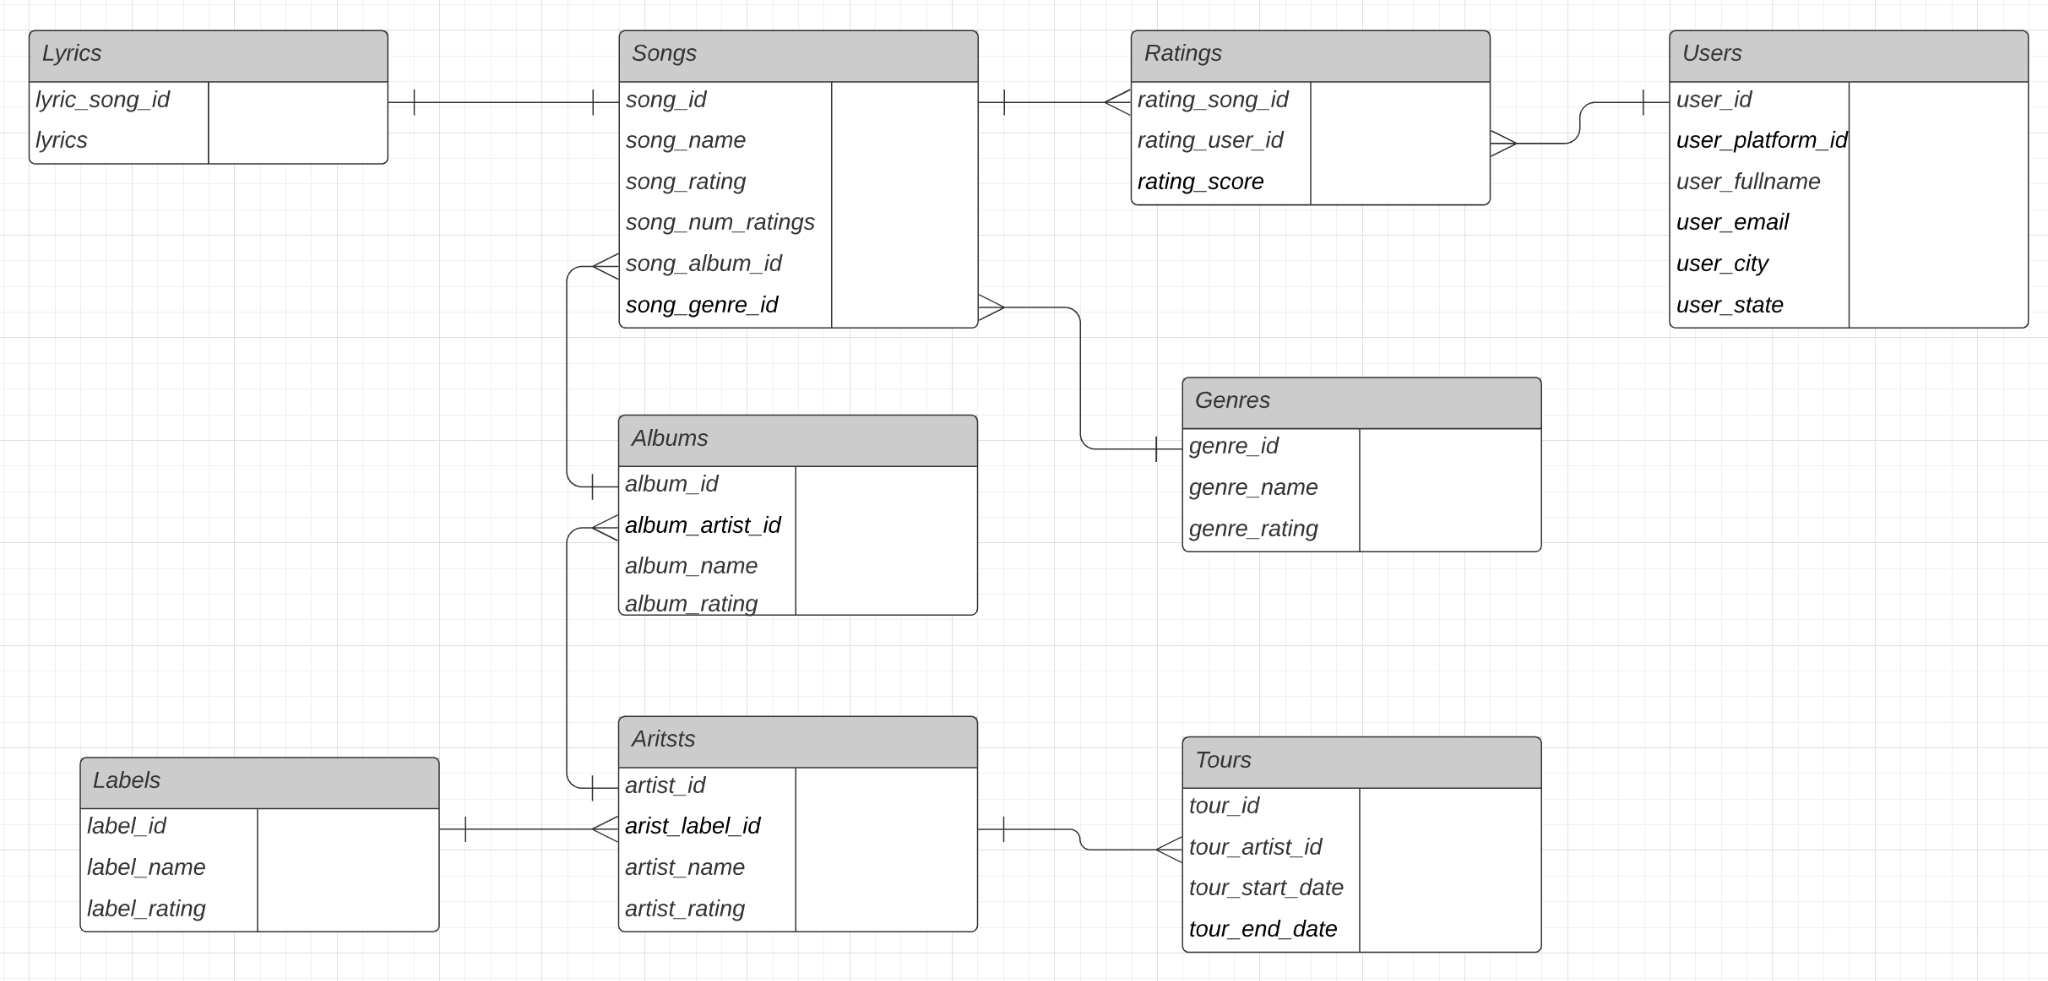 Lyrics
lyric_song_id
lyrics
Songs
song_id
song_name
song_rating
song_num_ratings
song_album_id
song_genre_id
Ratings
rating_song_id
rating_user_id
rating_score
Users
user_id
user_platform_id
user_fullname
user_email
user_city
user_state
Genres
genre_id
genre_name
genre_rating
Albums
album_id
album_artist_id
album_name
album_rating
Labels
label_id
label_name
label_rating
Aritsts
artist_id
arist_label_id
artist_name
artist_rating
Tours
tour_id
tour_artist_id
tour_start_date
tour_end_date